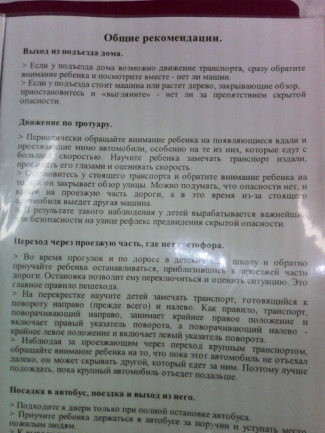 Общие рекомендации.
Выход из подъезда дома.
> Если у подъезда дома возможно движение транспорта, сразу обратите
внимание ребенка и посмотрите вместе - нет ли машин.
> Если у подъезда стоит машина или растет дерево, закрывающие обзор,
приостановитесь и «выгляните» - нет ли за препятствием скрытой
опасности.
Движение по тротуару.
> Периодически обращайте внимание ребенка на появляющиеся вдали и
проезжающие мимо автомобили, особенно на те из них, которые едут с
большой скоростью. Научите ребенка замечать транспорт издали,
провожать его глазами и оценивать скорость.
> Остановитесь у стоящего транспорта и обратите внимание ребенка на
то, как он закрывает обзор улицы. Можно подумать, что опасности нет, и
выйти на проезжую часть дороги, а в это время из-за стоящего
автомобиля выедет другая машина.
> В результате такого наблюдения у детей вырабатывается важнейший
для безопасности на улице рефлекс предвидения скрытой опасности.
Переход через проезжую часть, где нет светофора.
> Во время прогулок и по дороге в детский школу и обратно
приучайте ребенка останавливаться, приблизившись к проезжей части
дороги. Остановка позволит ему переключиться и оценить ситуацию. Это
главное правило пешехода.
> На перекрестке научите детей замечать транспорт, готовящийся к
повороту направо (прежде всего) и налево. Как правило, транспорт,
поворачивающий направо, занимает крайнее правое положение и
включает правый указатель поворота, а поворачивающий налево -
крайнее левое положение и включает левый указатель поворота.
> Наблюдая за проезжающим через переход крупным транспортом,
обращайте внимание ребенка на то, что пока этот автомобиль не отъехал
далеко, он может скрывать другой, который едет за ним. Поэтому лучше
подождать, пока крупный автомобиль отъедет подальше.
Посадка в автобус, поездка и выход из него.
> Подходите к двери только при полной остановке автобуса.
> Приучите ребенка держаться в автобусе за поручни и уступать место
пожилым людям.